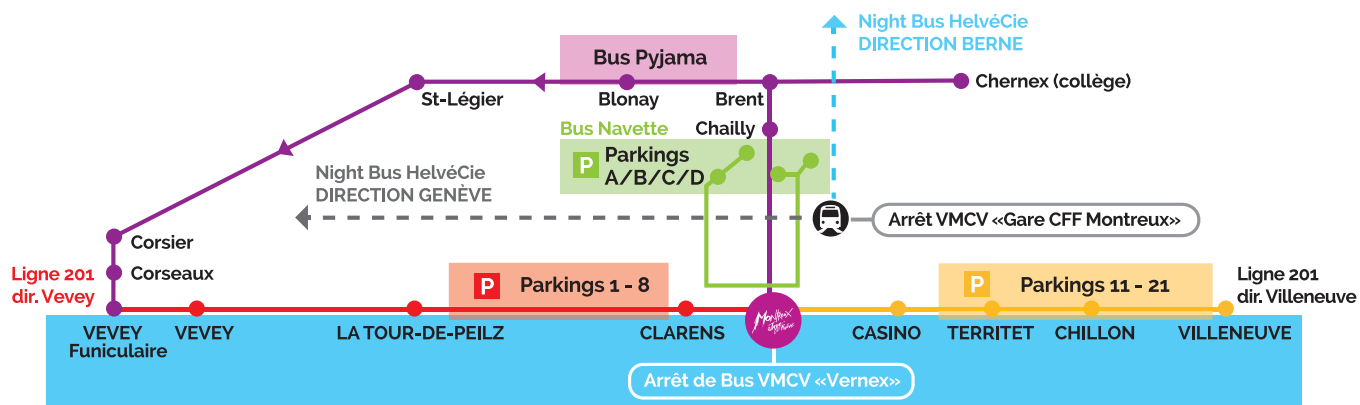 Night Bus HelvéCie
DIRECTION BERNE
Bus Pyjama
St-Légier
Blonay
Brent
Chernex (collège)
Bus Navette
Chailly
P Parkings
A/B/C/D
Night Bus HelvéCie
DIRECTION GENÈVE
Arrêt VMCV «Gare CFF Montreux»
Corsier
Corseaux
Ligne 201
dir. Vevey
P Parkings 1 - 8
P Parkings 11 - 21
Ligne 201
dir. Villeneuve
Montreux
VEVEY
Funiculaire
VEVEY
LA TOUR-DE-PEILZ
CLARENS
CASINO
TERRITET
CHILLON
VILLENEUVE
Arrêt de Bus VMCV «Vernex»